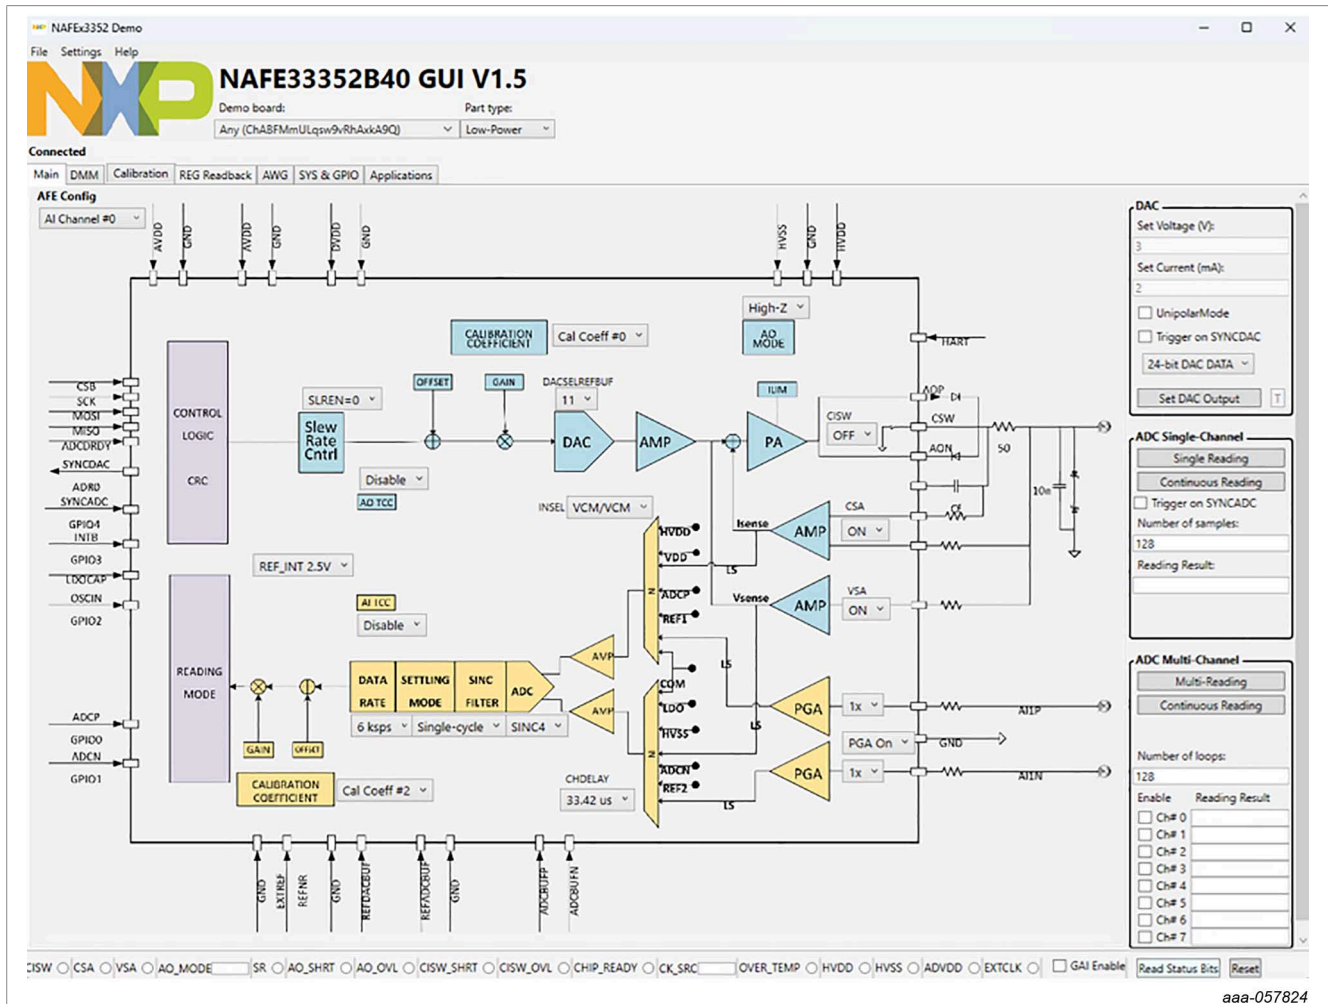 NXP NAFEx3352 Demo
File Settings Help
NXP
NAFE33352B40 GUI V1.5
Demo board: Part type:
Any (ChABFMmULqsw9vRhAxkA9Q) Low-Power
Connected
Main DMM Calibration REG Readback AWG SYS & GPIO Applications
AFE Config
AI Channel #0
AVDD
GND
AVDD
GND
DVDD
GND
HVSS
GND
HVDD
High-Z
AO MODE
CALIBRATION COEFFICIENT
Cal Coeff #0
HART
CSB
SCK
MOSI
MISO
ADCDRDY
SYNCDAC
ADR0
SYNCADC
GPIO4
INTB
GPIO3
LDOCAP
OSCIN
GPIO2
ADCP
GPIO0
ADCN
GPIO1
CONTROL
LOGIC
CRC
SLREN=0
Slew
Rate
Cntrl
OFFSET
GAIN
DACSELREFBUF
11
DAC
AMP
ILIM
PA
CISW
OFF
AOP
CSW
AON
50
10n
Cf
Disable
AO TCC
INSEL VCM/VCM
HVDD
VDD
ADCP
REF1
COM
LDO
HVSS
ADCN
REF2
N
N
Isense
LS
AMP
CSA
ON
Vsense
AMP
VSA
ON
LS
LS
LS
REF_INT 2.5V
AI TCC
Disable
READING
MODE
GAIN
OFFSET
DATA RATE
SETTLING MODE
SINC FILTER
ADC
AMP
AMP
6 ksps Single-cycle SINC4
CALIBRATION COEFFICIENT
Cal Coeff #2
CHDELAY
33.42 us
PGA
1x
AI1P
PGA On
GND
PGA
1x
AI1N
GND
EXTREF
REFNR
GND
REFDACBUF
REFADCBUF
GND
ADCBUFP
ADCBUFN
DAC
Set Voltage (V):
3
Set Current (mA):
2
UnipolarMode
Trigger on SYNCDAC
24-bit DAC DATA
Set DAC Output T
ADC Single-Channel
Single Reading
Continuous Reading
Trigger on SYNCADC
Number of samples:
128
Reading Result:
ADC Multi-Channel
Multi-Reading
Continuous Reading
Number of loops:
128
Enable Reading Result
Ch# 0
Ch# 1
Ch# 2
Ch# 3
Ch# 4
Ch# 5
Ch# 6
Ch# 7
CISW CSA VSA AO_MODE SR AO_SHRT AO_OVL CISW_SHRT CISW_OVL CHIP_READY CK_SRC OVER_TEMP HVDD HVSS ADVDD EXTCLK GAI Enable Read Status Bits Reset
aaa-057824